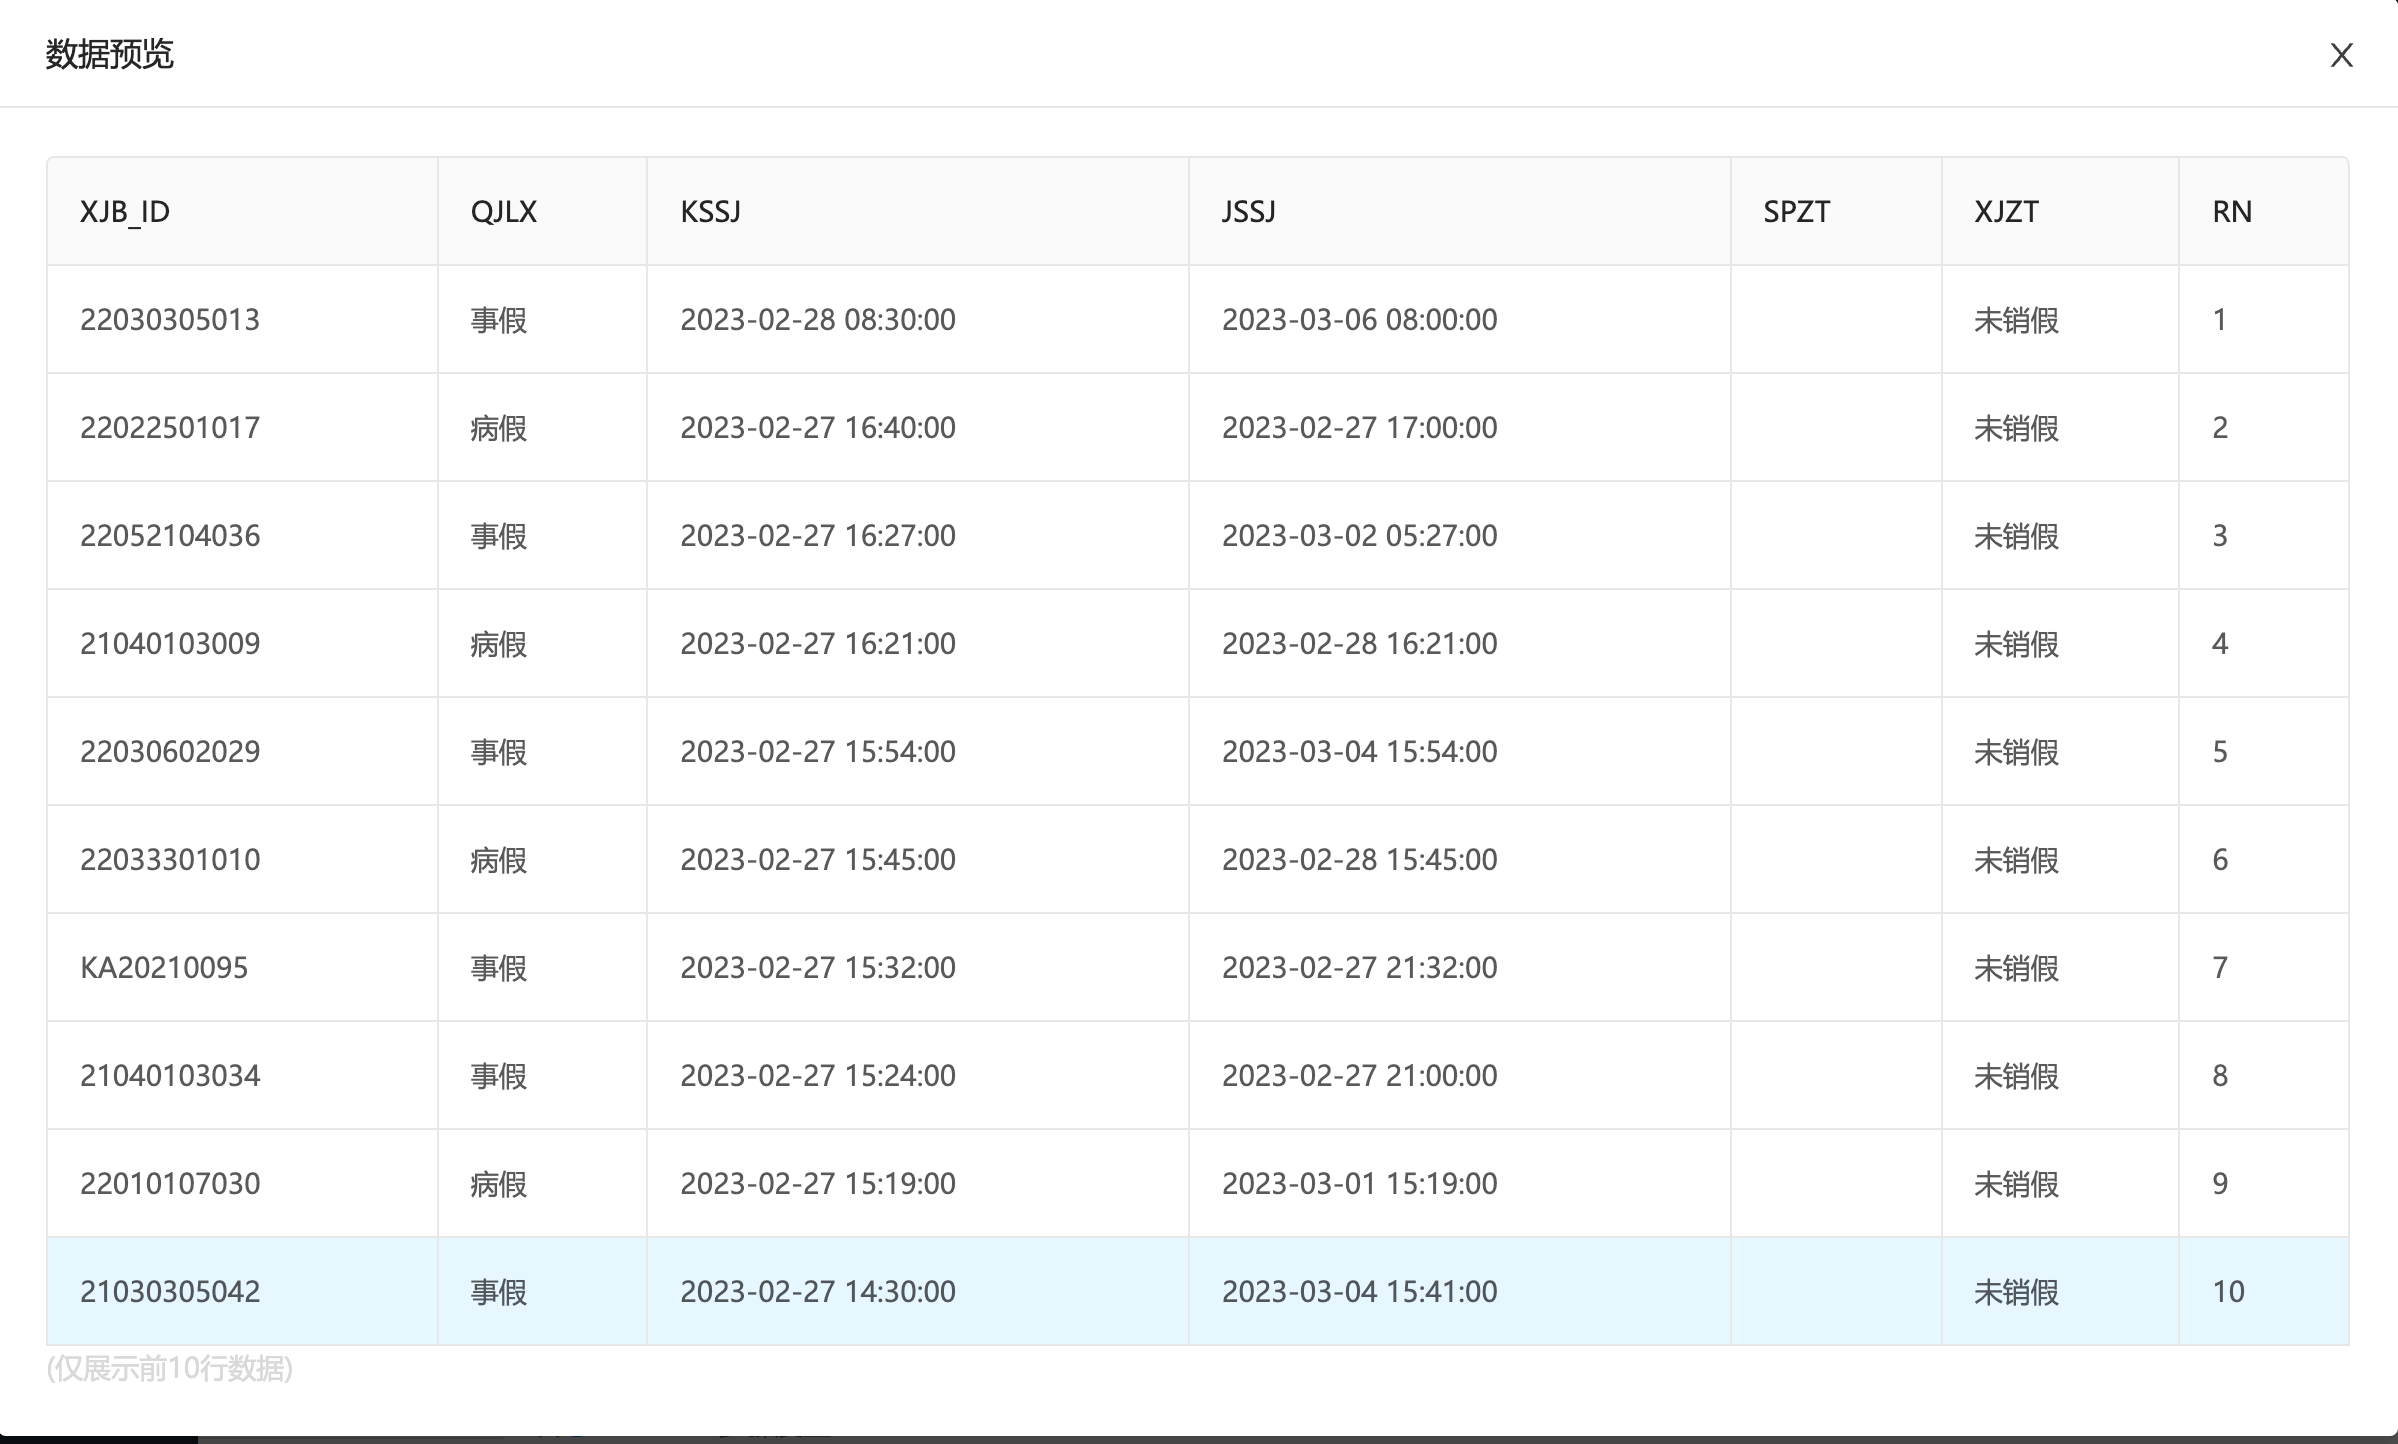 数据预览
XJB_ID QJLX KSSJ JSSJ SPZT XJZT RN
22030305013 事假 2023-02-28 08:30:00 2023-03-06 08:00:00 未销假 1
22022501017 病假 2023-02-27 16:40:00 2023-02-27 17:00:00 未销假 2
22052104036 事假 2023-02-27 16:27:00 2023-03-02 05:27:00 未销假 3
21040103009 病假 2023-02-27 16:21:00 2023-02-28 16:21:00 未销假 4
22030602029 事假 2023-02-27 15:54:00 2023-03-04 15:54:00 未销假 5
22033301010 病假 2023-02-27 15:45:00 2023-02-28 15:45:00 未销假 6
KA20210095 事假 2023-02-27 15:32:00 2023-02-27 21:32:00 未销假 7
21040103034 事假 2023-02-27 15:24:00 2023-02-27 21:00:00 未销假 8
22010107030 病假 2023-02-27 15:19:00 2023-03-01 15:19:00 未销假 9
21030305042 事假 2023-02-27 14:30:00 2023-03-04 15:41:00 未销假 10
(仅展示前10行数据)